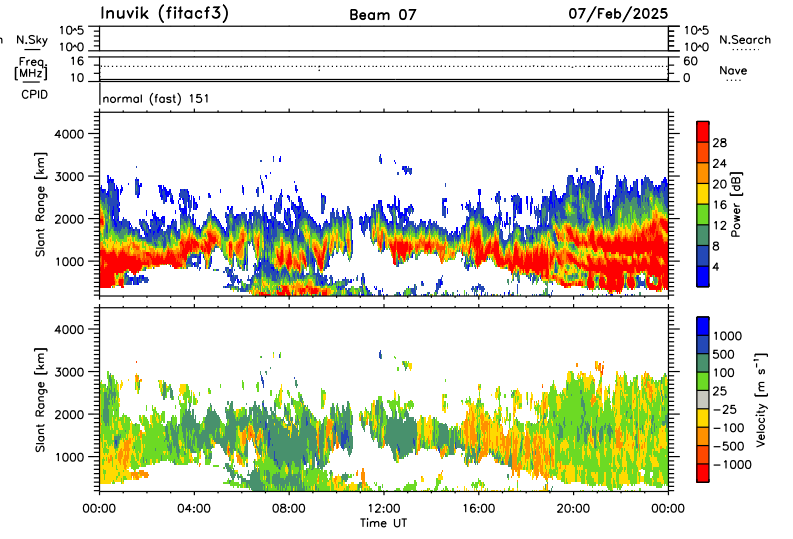 Inuvik (fitacf3) Beam 07 07/Feb/2025
n N.Sky 10^5 10^5 N.Search
10^0 10^0
Freq. 16 60
[MHz] 10 0 Nave
CPID normal (fast) 151
Slant Range [km]
4000
3000
2000
1000
28
24
20
16
12
8
4
Power [dB]
Slant Range [km]
4000
3000
2000
1000
1000
500
100
25
-25
-100
-500
-1000
Velocity [m s⁻¹]
00:00 04:00 08:00 12:00 16:00 20:00 00:00
Time UT